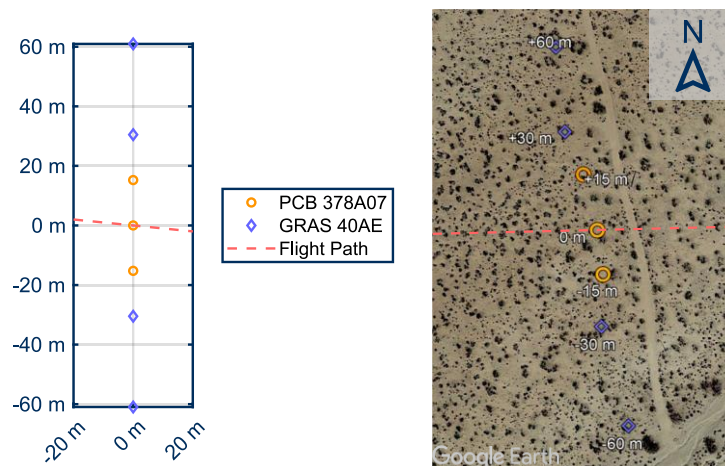 60 m
40 m
20 m
0 m
-20 m
-40 m
-60 m
-20 m
0 m
20 m
PCB 378A07
GRAS 40AE
Flight Path
N
+60 m
+30 m
+15 m
0 m
-15 m
-30 m
-60 m
Google Earth